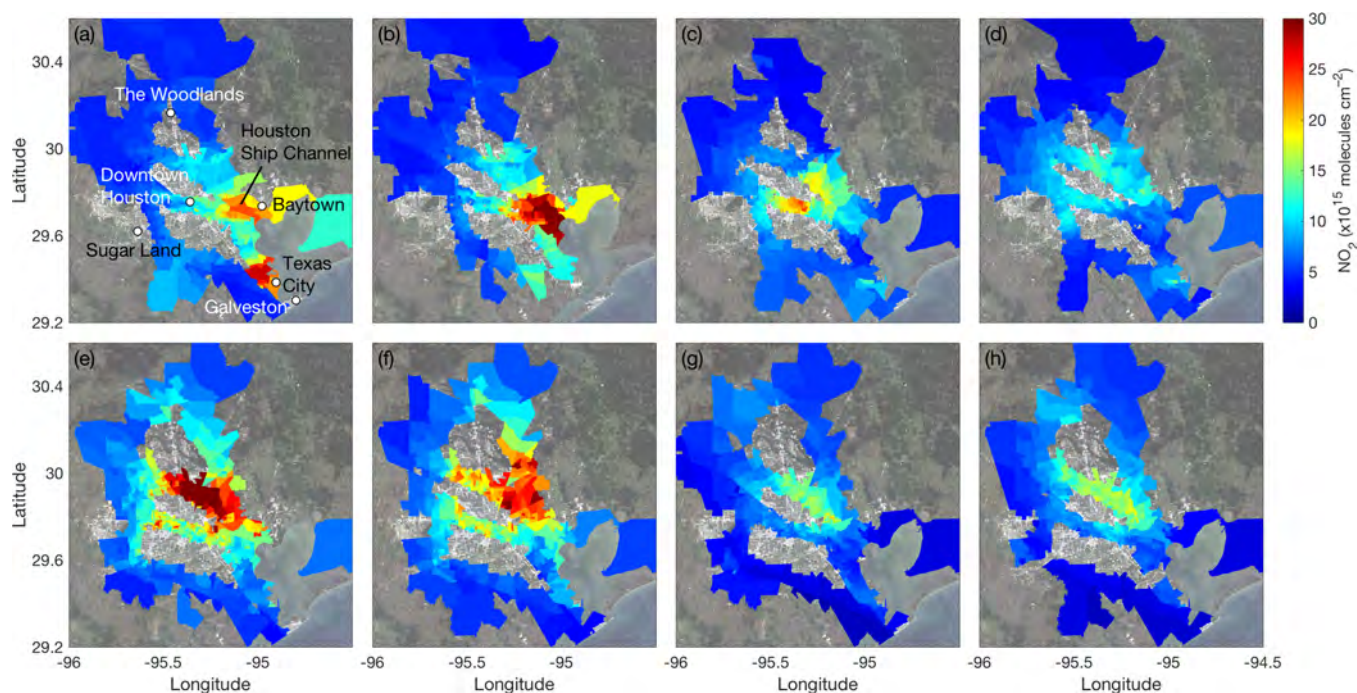 (a) (b) (c) (d)
30
30.4
25
The Woodlands
Houston
Ship Channel
20
30
Downtown
Houston
Baytown
15
29.6
Sugar Land
10
Texas
City
5
Galveston
29.2
0
Latitude
NO2 (x10^15 molecules cm^-2)
(e) (f) (g) (h)
30.4
30
29.6
29.2
Latitude
-96 -95.5 -95 -96 -95.5 -95 -96 -95.5 -95 -96 -95.5 -95 -94.5
Longitude Longitude Longitude Longitude